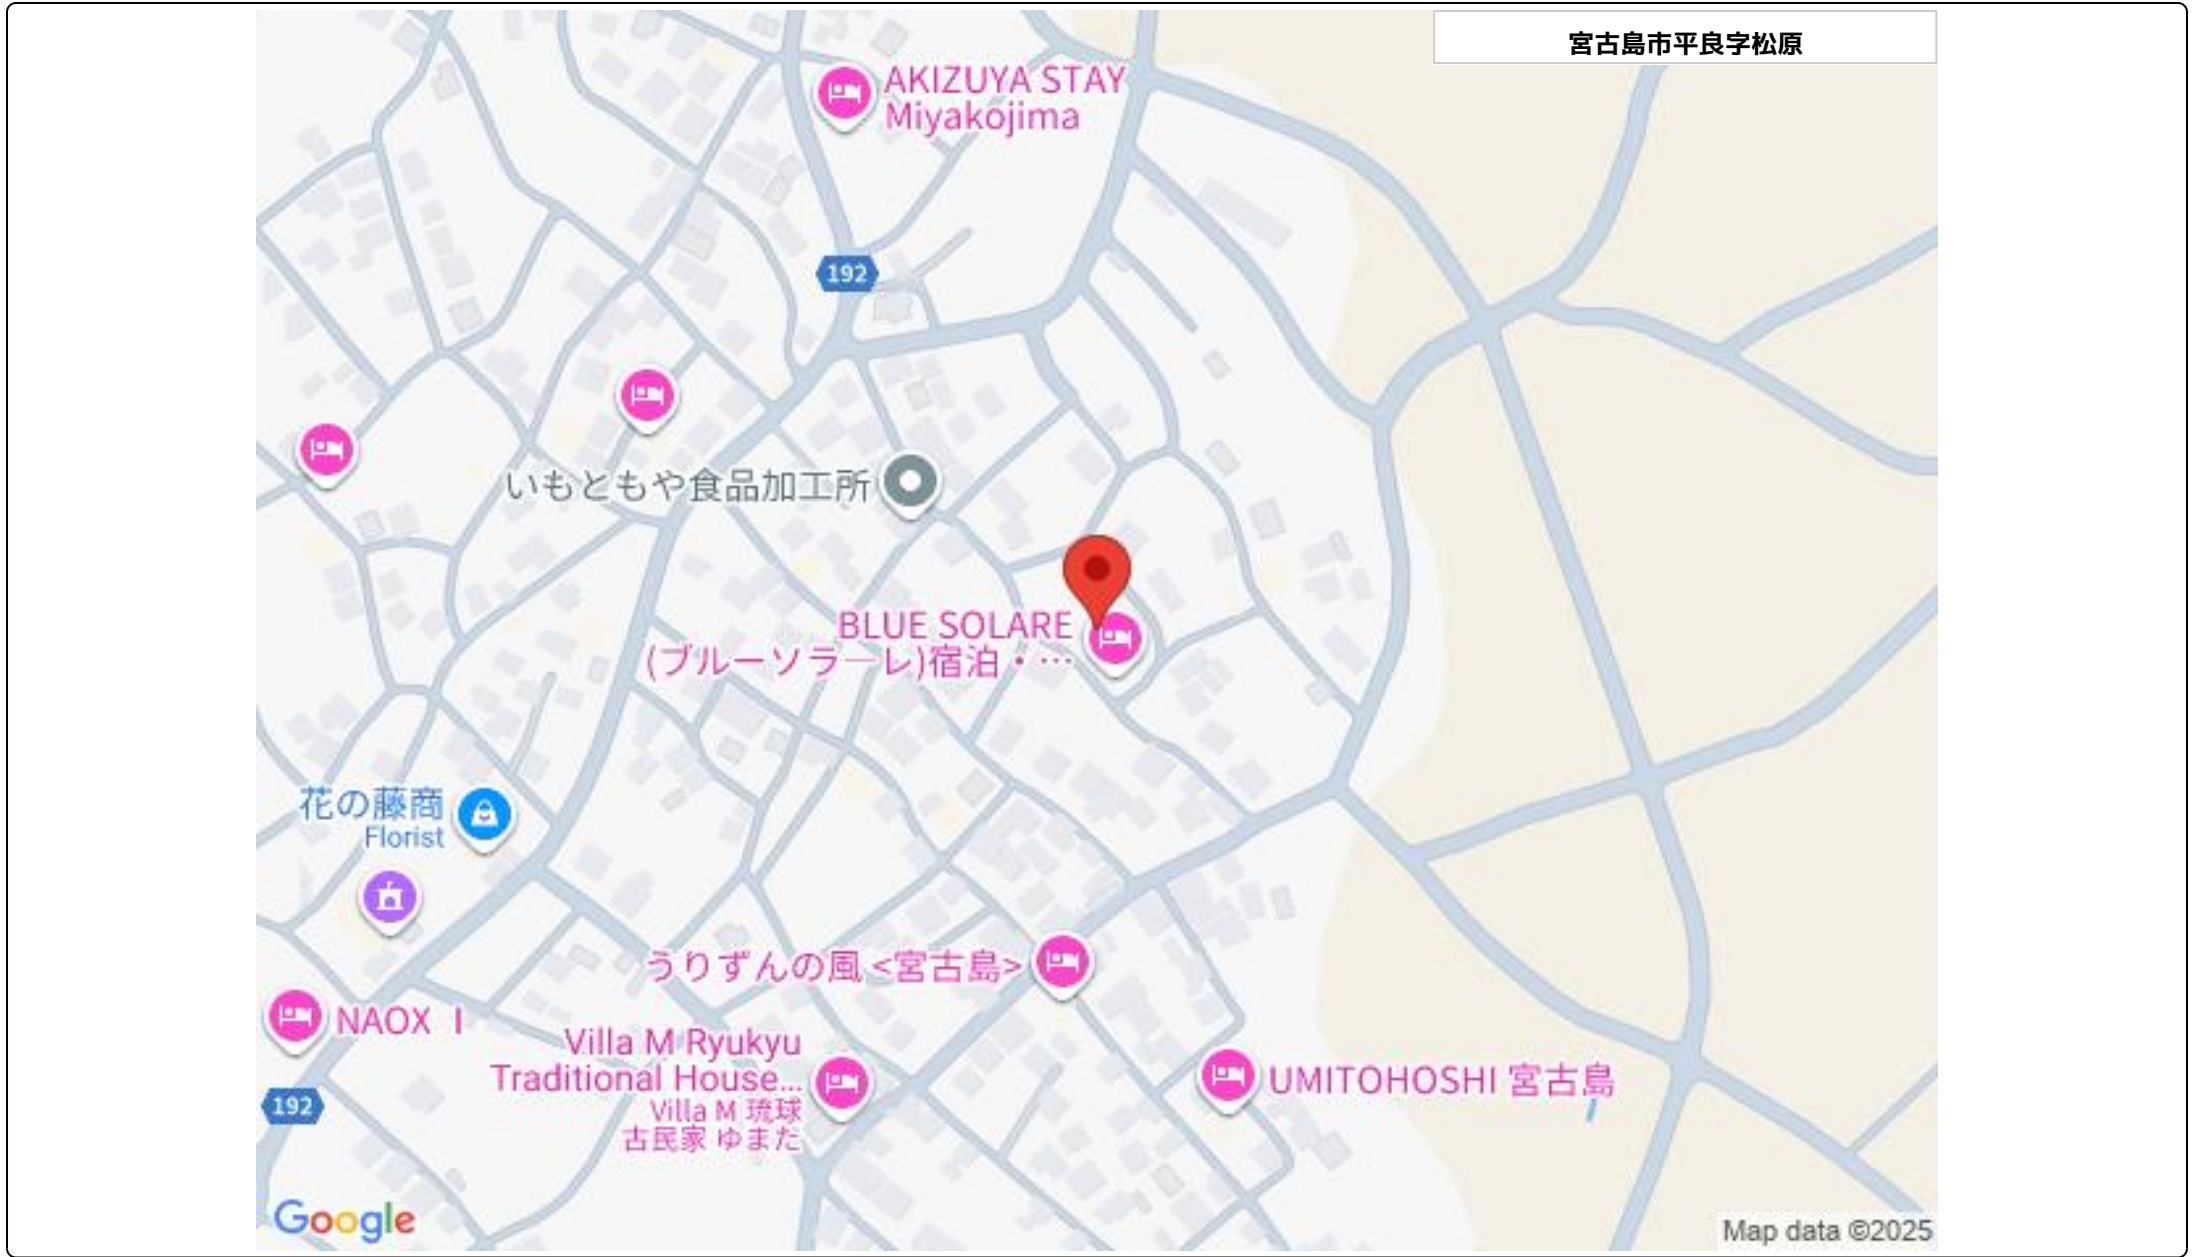 宮古島市平良字松原
AKIZUYA STAY
Miyakojima
192
いもともや食品加工所
BLUE SOLARE
(ブルーソラーレ)宿泊・…
花の藤商
Florist
うりずんの風 <宮古島>
NAOX Ⅰ
Villa M Ryukyu
Traditional House...
Villa M 琉球
古民家 ゆまた
UMITOHOSHI 宮古島
192
Google
Map data ©2025